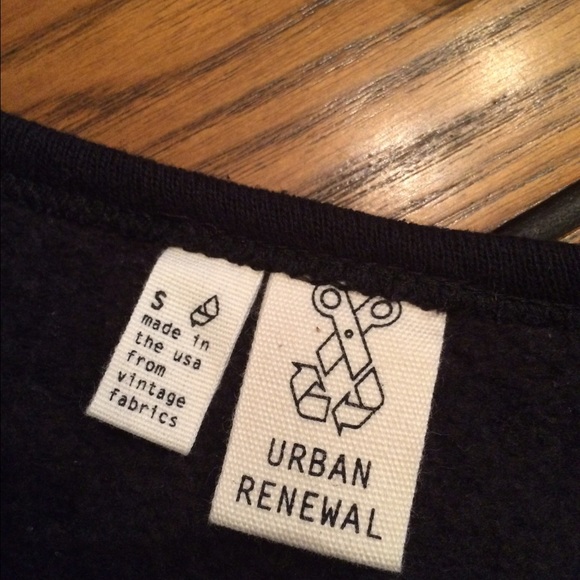 S
made in
the usa
from
vintage
fabrics
URBAN
RENEWAL